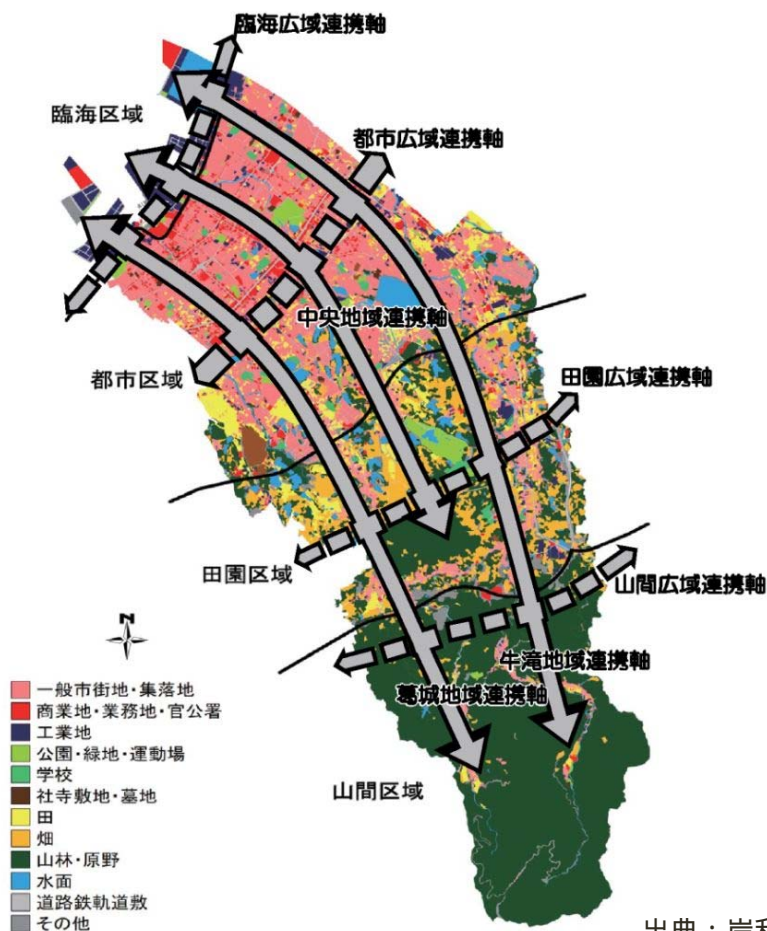 臨海広域連携軸
臨海区域
都市広域連携軸
中央地域連携軸
都市区域
田園広域連携軸
田園区域
山間広域連携軸
牛滝地域連携軸
葛城地域連携軸
山間区域
N
一般市街地・集落地
商業地・業務地・官公署
工業地
公園・緑地・運動場
学校
社寺敷地・墓地
田
畑
山林・原野
水面
道路鉄軌道敷
その他
出典：岸